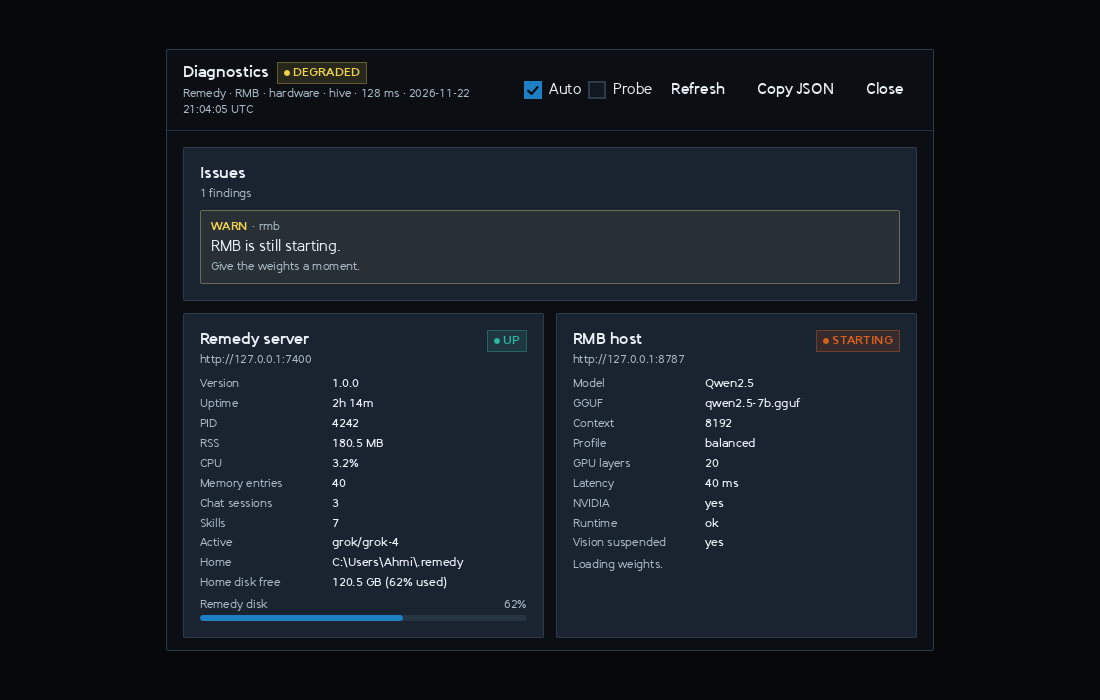 Diagnostics
DEGRADED
Remedy · RMB · hardware · hive · 128 ms · 2026-11-22
21:04:05 UTC
Auto
Probe
Refresh
Copy JSON
Close
Issues
1 findings
WARN · rmb
RMB is still starting.
Give the weights a moment.
Remedy server
UP
http://127.0.0.1:7400
Version 1.0.0
Uptime 2h 14m
PID 4242
RSS 180.5 MB
CPU 3.2%
Memory entries 40
Chat sessions 3
Skills 7
Active grok/grok-4
Home C:\Users\Ahmi\.remedy
Home disk free 120.5 GB (62% used)
Remedy disk 62%
RMB host
STARTING
http://127.0.0.1:8787
Model Qwen2.5
GGUF qwen2.5-7b.gguf
Context 8192
Profile balanced
GPU layers 20
Latency 40 ms
NVIDIA yes
Runtime ok
Vision suspended yes
Loading weights.